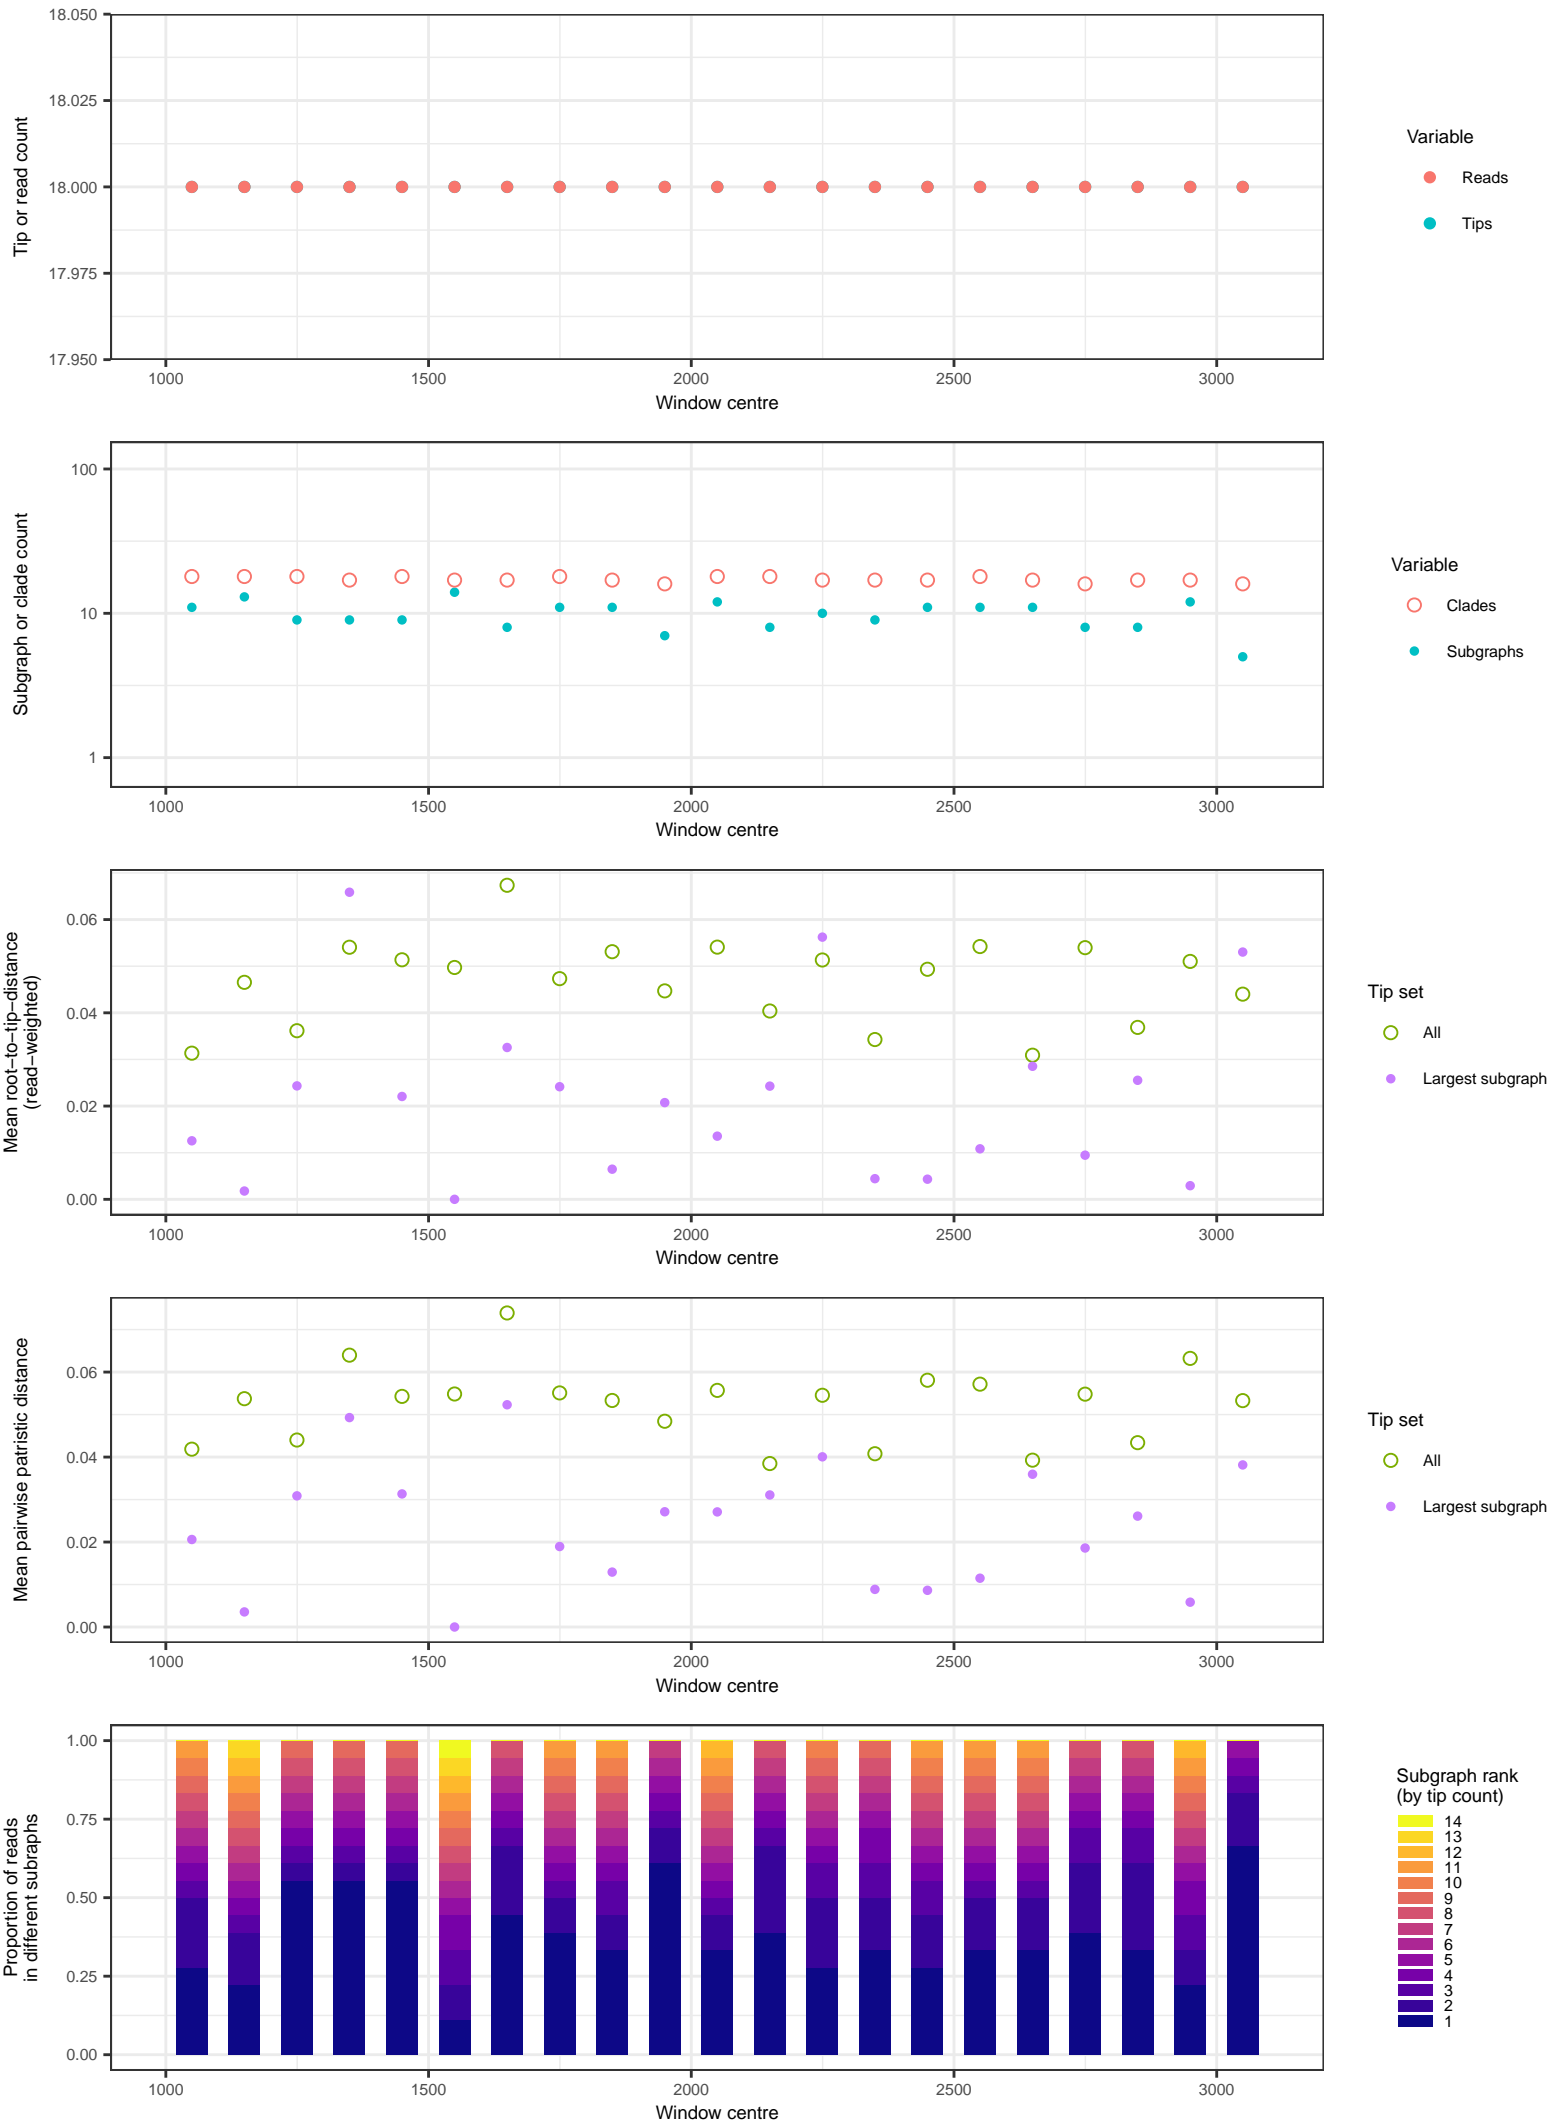 18.050
18.025
18.000
17.975
17.950
Tip or read count
1000 1500 2000 2500 3000
Window centre
Variable
Reads
Tips
100
10
1
Subgraph or clade count
1000 1500 2000 2500 3000
Window centre
Variable
Clades
Subgraphs
0.06
0.04
0.02
0.00
Mean root−to−tip−distance
(read−weighted)
1000 1500 2000 2500 3000
Window centre
Tip set
All
Largest subgraph
0.06
0.04
0.02
0.00
Mean pairwise patristic distance
1000 1500 2000 2500 3000
Window centre
Tip set
All
Largest subgraph
1.00
0.75
0.50
0.25
0.00
Proportion of reads
in different subraphs
1000 1500 2000 2500 3000
Window centre
Subgraph rank
(by tip count)
14
13
12
11
10
9
8
7
6
5
4
3
2
1